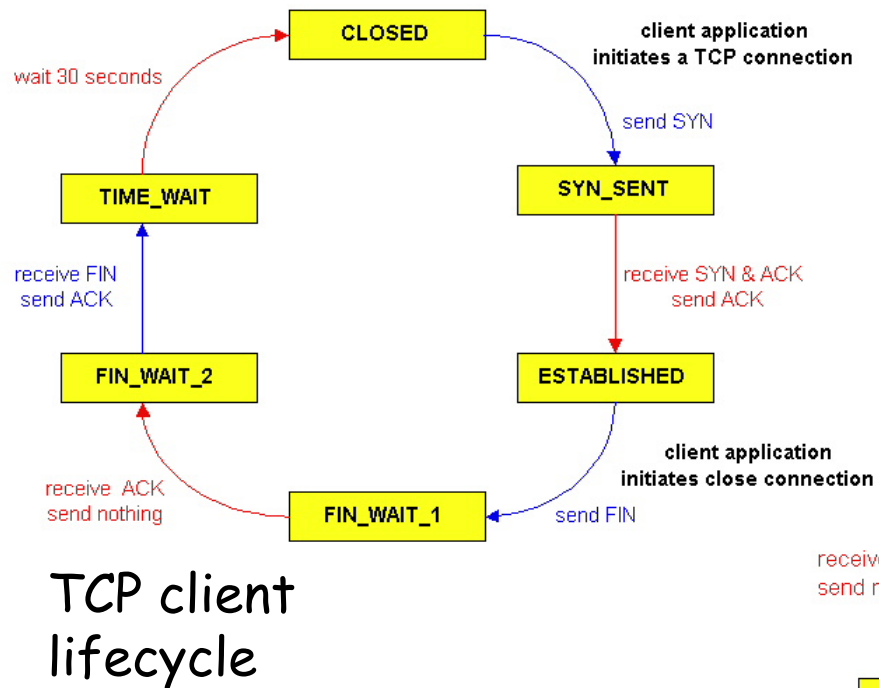 CLOSED
client application
initiates a TCP connection
wait 30 seconds
send SYN
TIME_WAIT
SYN_SENT
receive FIN
send ACK
receive SYN & ACK
send ACK
FIN_WAIT_2
ESTABLISHED
client application
initiates close connection
receive ACK
send nothing
FIN_WAIT_1
send FIN
TCP client
lifecycle
send